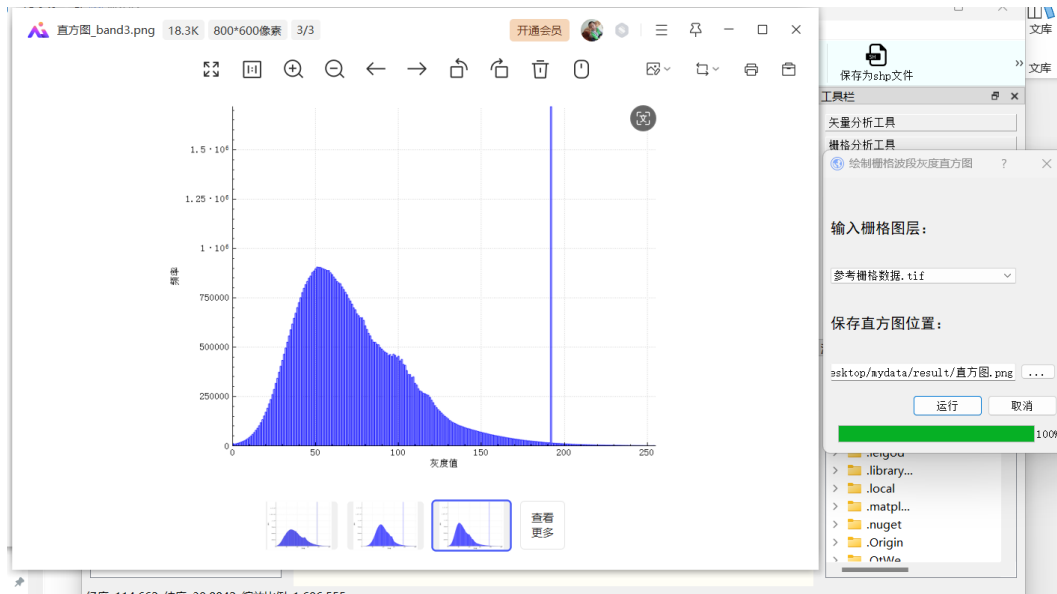 直方图_band3.png 18.3K 800*600像素 3/3 开通会员
1:1
1.5·10⁶
1.25·10⁶
1·10⁶
750000
500000
250000
0
频率
0 50 100 150 200 250
灰度值
查看
更多
文库
文库
保存为shp文件
»
工具栏
矢量分析工具
栅格分析工具
绘制栅格波段灰度直方图 ?
输入栅格图层：
参考栅格数据.tif
保存直方图位置：
esktop/mydata/result/直方图.png ...
运行 取消
100%
.library...
.local
.matpl...
.nuget
.Origin